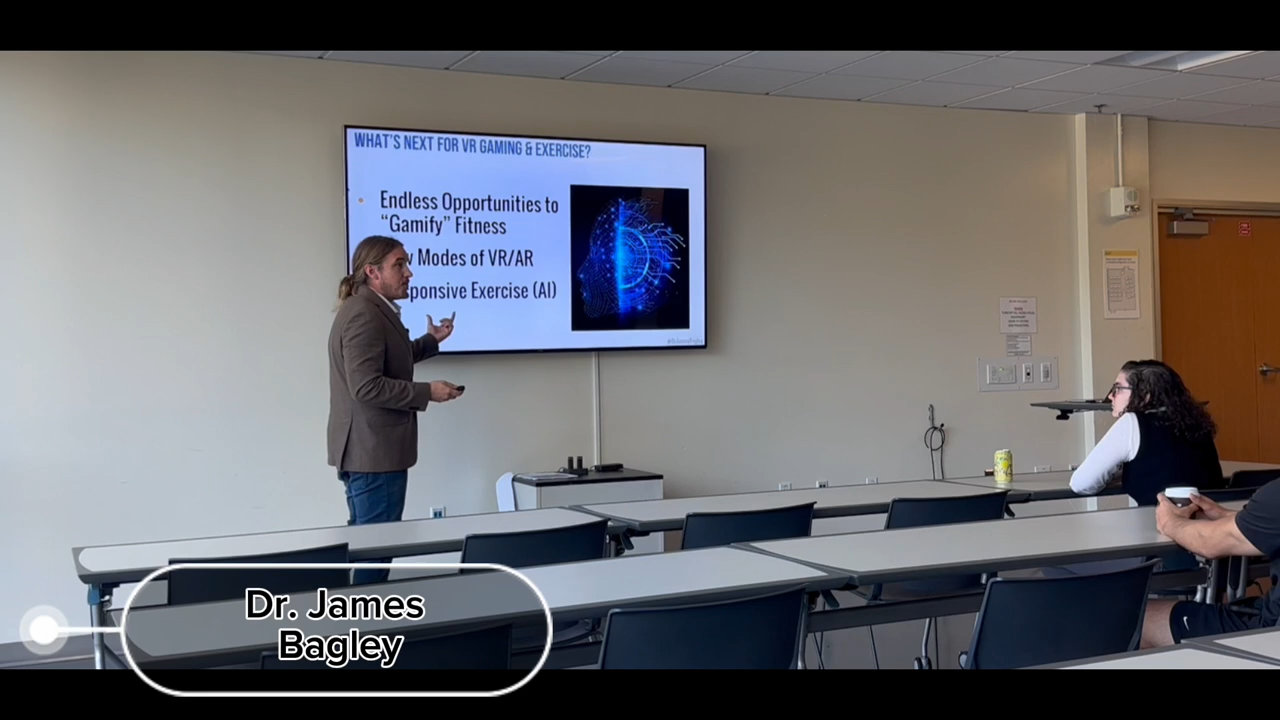 WHAT'S NEXT FOR VR GAMING & EXERCISE?
Endless Opportunities to
"Gamify" Fitness
Modes of VR/AR
Exercise (AI)
Dr. James
Bagley